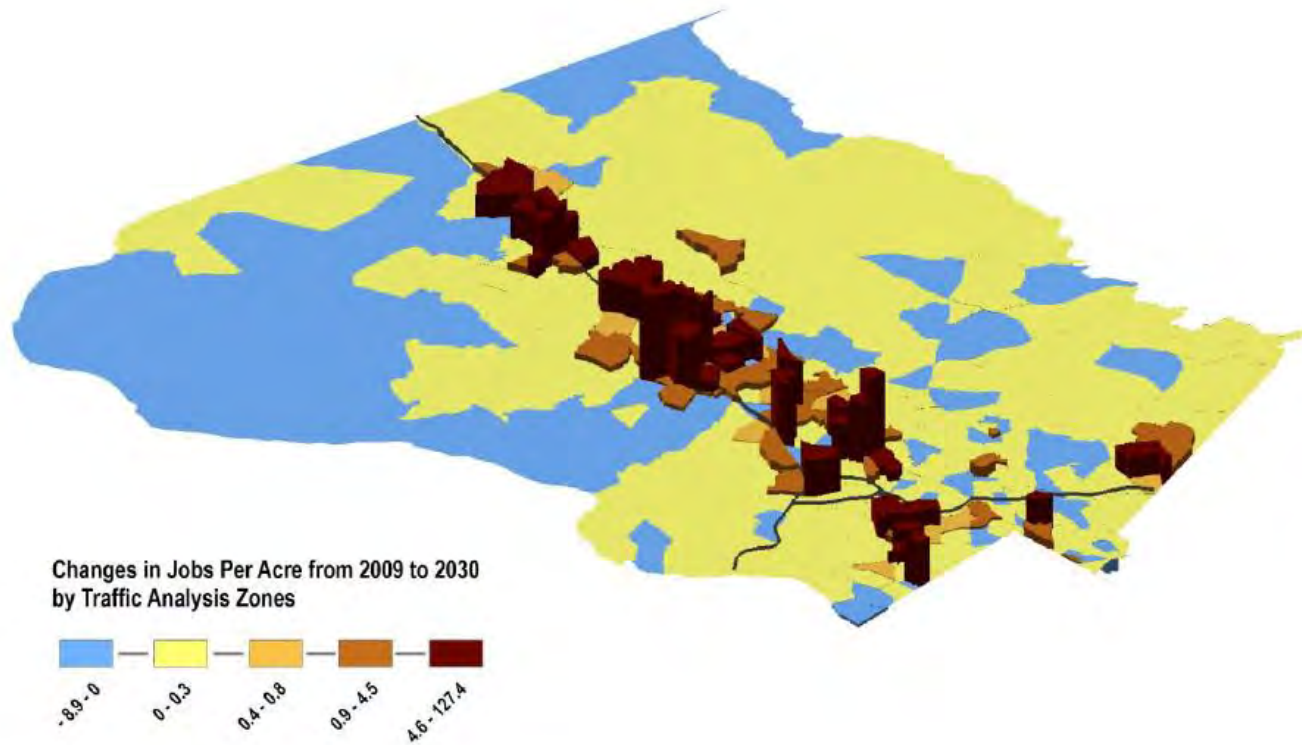 Changes in Jobs Per Acre from 2009 to 2030
by Traffic Analysis Zones
- 8.9 - 0
0 - 0.3
0.4 - 0.8
0.9 - 4.5
4.6 - 127.4